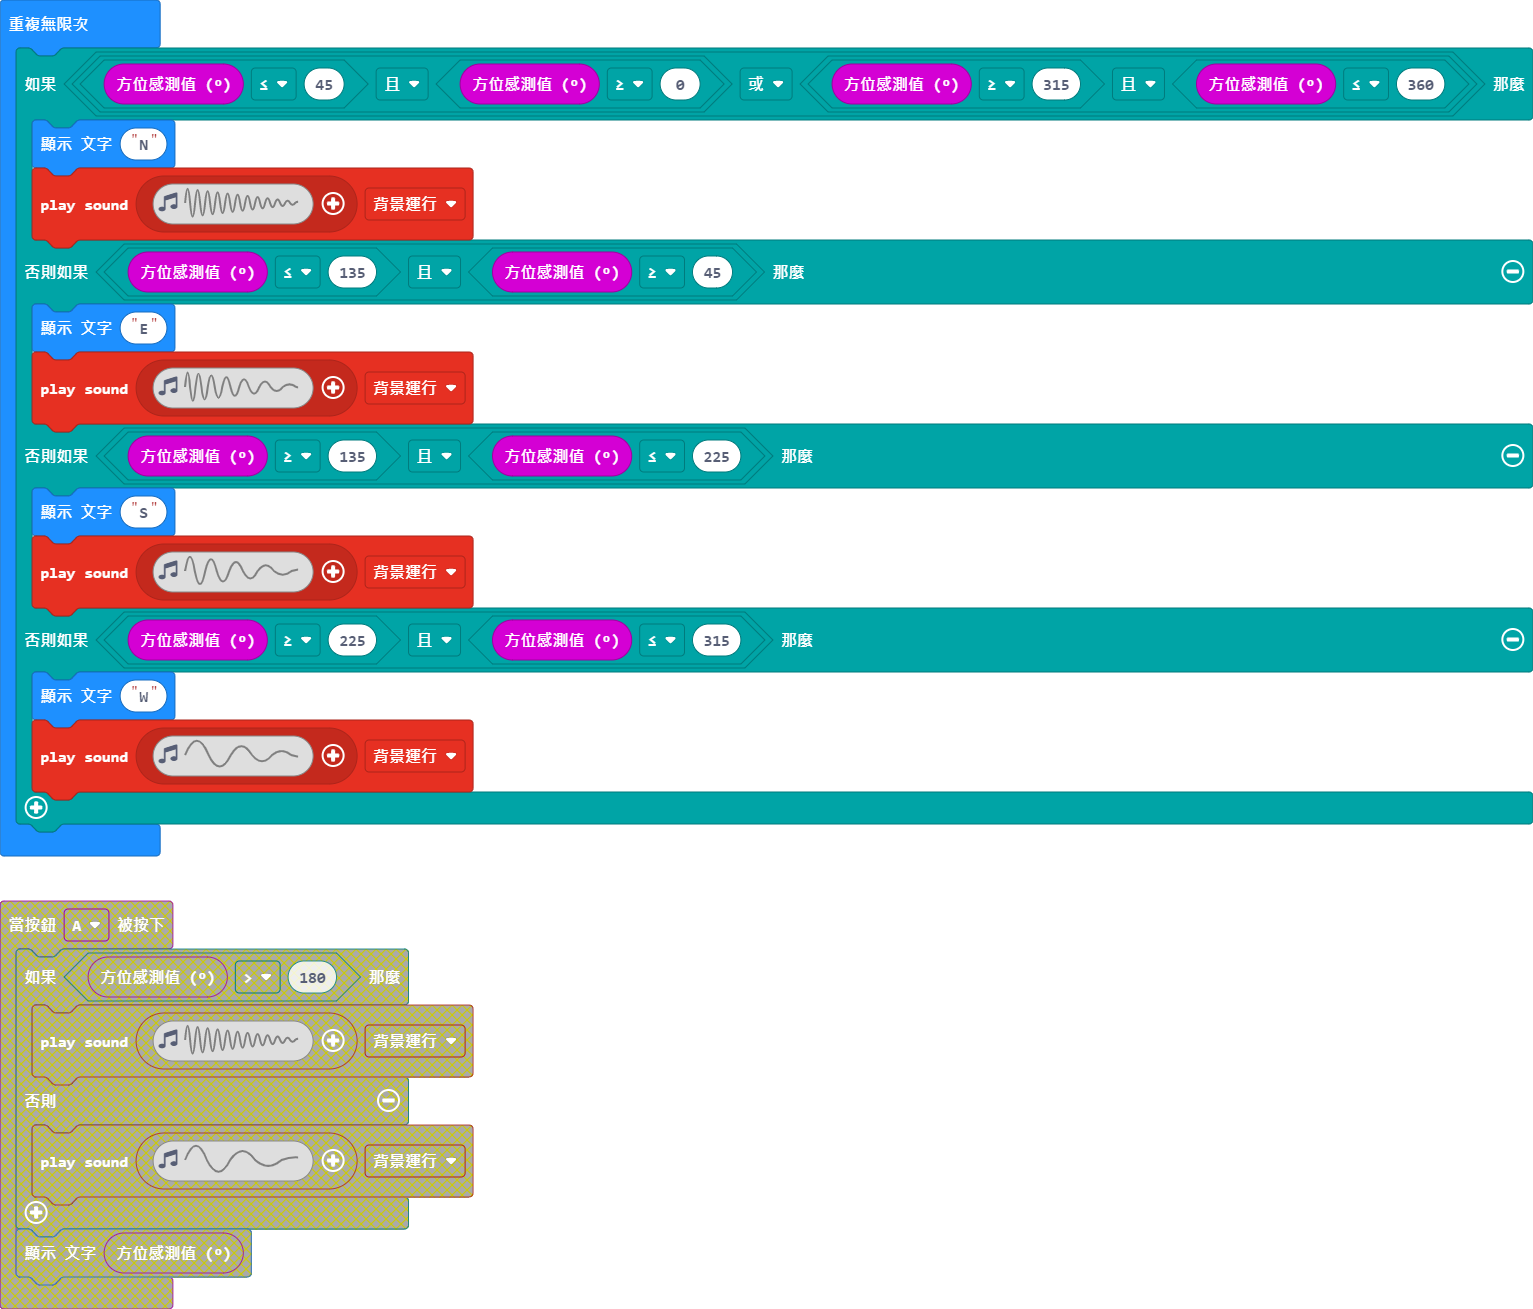 重複無限次
如果 方位感測值 (º) ≤ 45 且 方位感測值 (º) ≥ 0 或 方位感測值 (º) ≥ 315 且 方位感測值 (º) ≤ 360 那麼
顯示 文字 "N"
play sound 背景運行
否則如果 方位感測值 (º) ≤ 135 且 方位感測值 (º) ≥ 45 那麼
顯示 文字 "E"
play sound 背景運行
否則如果 方位感測值 (º) ≥ 135 且 方位感測值 (º) ≤ 225 那麼
顯示 文字 "S"
play sound 背景運行
否則如果 方位感測值 (º) ≥ 225 且 方位感測值 (º) ≤ 315 那麼
顯示 文字 "W"
play sound 背景運行
當按鈕 A 被按下
如果 方位感測值 (º) > 180 那麼
play sound 背景運行
否則
play sound 背景運行
顯示 文字 方位感測值 (º)